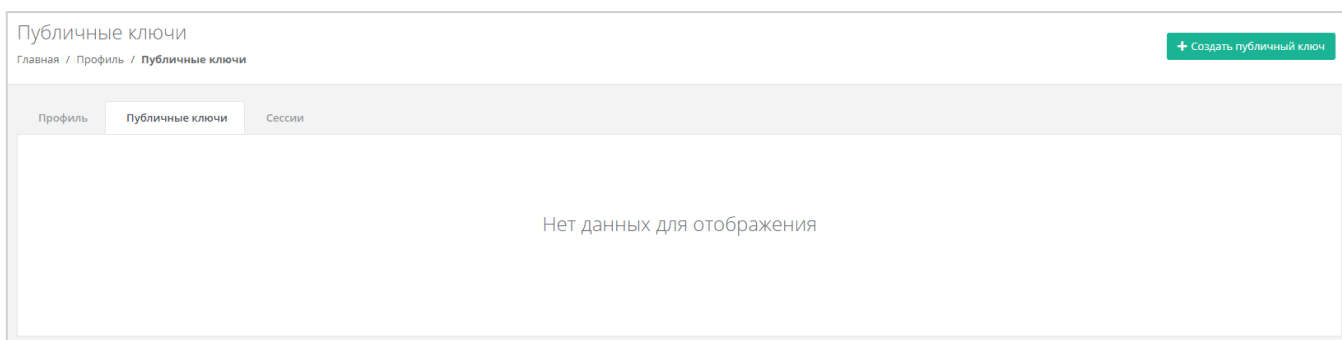 Публичные ключи
+ Создать публичный ключ
Главная / Профиль / Публичные ключи
Профиль Публичные ключи Сессии
Нет данных для отображения